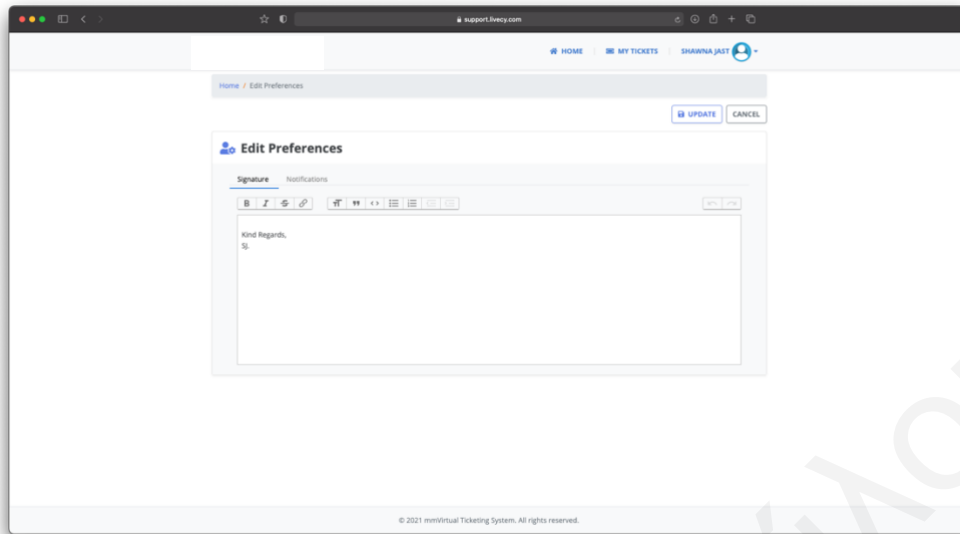 support.livecy.com
HOME
MY TICKETS
SHAWNA JAST
Home / Edit Preferences
UPDATE
CANCEL
Edit Preferences
Signature
Notifications
Kind Regards,
SJ.
© 2021 mmVirtual Ticketing System. All rights reserved.